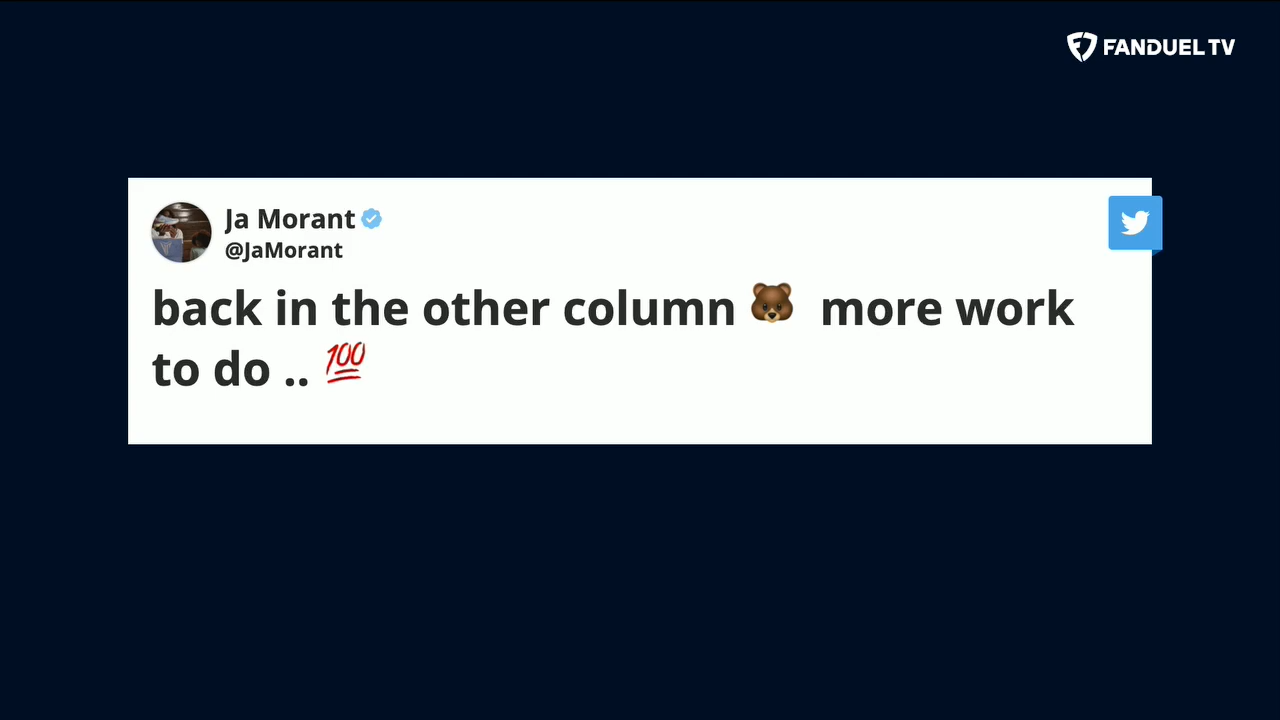 FANDUEL TV
Ja Morant
@JaMorant
back in the other column 🐻 more work
to do .. 💯